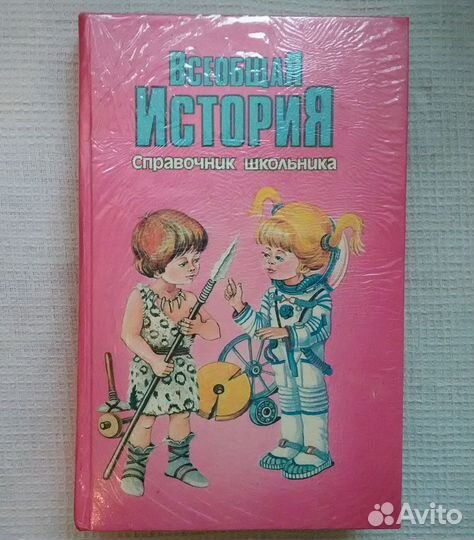 Всеобщая
История
Справочник школьника
Avito